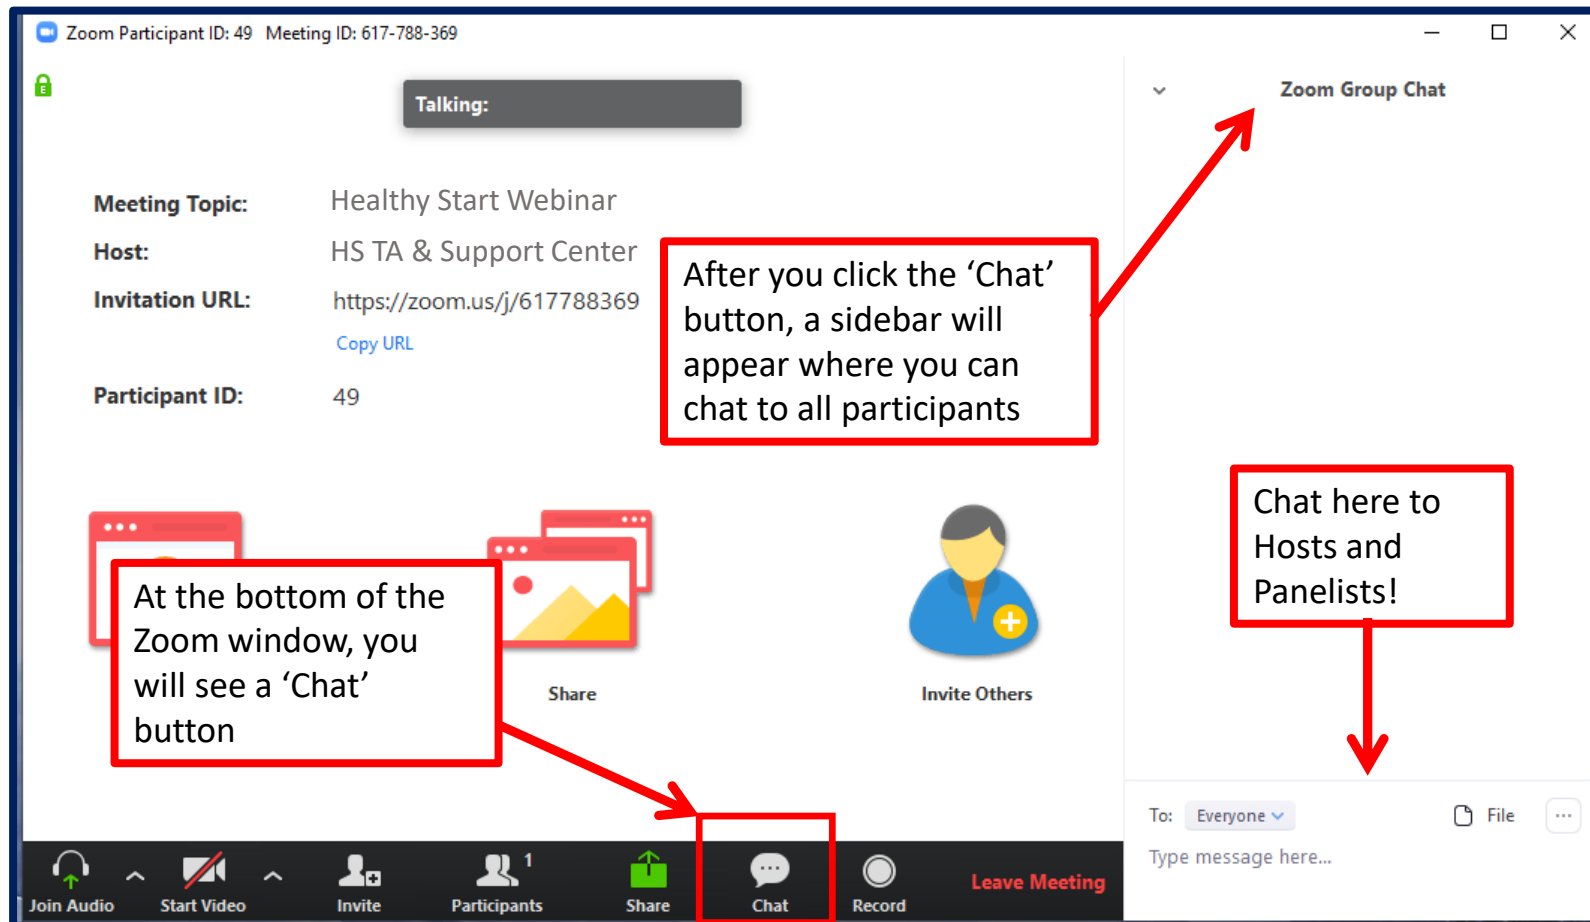 Zoom Participant ID: 49 Meeting ID: 617-788-369
Talking:
Zoom Group Chat
Meeting Topic: Healthy Start Webinar
Host: HS TA & Support Center
Invitation URL: https://zoom.us/j/617788369
Copy URL
Participant ID: 49
After you click the ‘Chat’
button, a sidebar will
appear where you can
chat to all participants
Chat here to
Hosts and
Panelists!
At the bottom of the
Zoom window, you
will see a ‘Chat’
button
Share
Invite Others
To: Everyone File
Type message here...
1
Join Audio Start Video Invite Participants Share Chat Record Leave Meeting